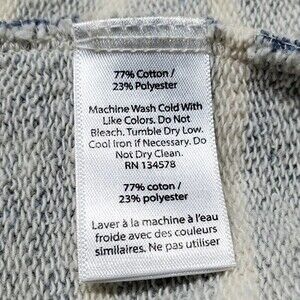 77% Cotton /
23% Polyester
Machine Wash Cold With
Like Colors. Do Not
Bleach. Tumble Dry Low.
Cool Iron if Necessary. Do
Not Dry Clean.
RN 134578
77% coton /
23% polyester
Laver à la machine à l'eau
froide avec des couleurs
similaires. Ne pas utiliser